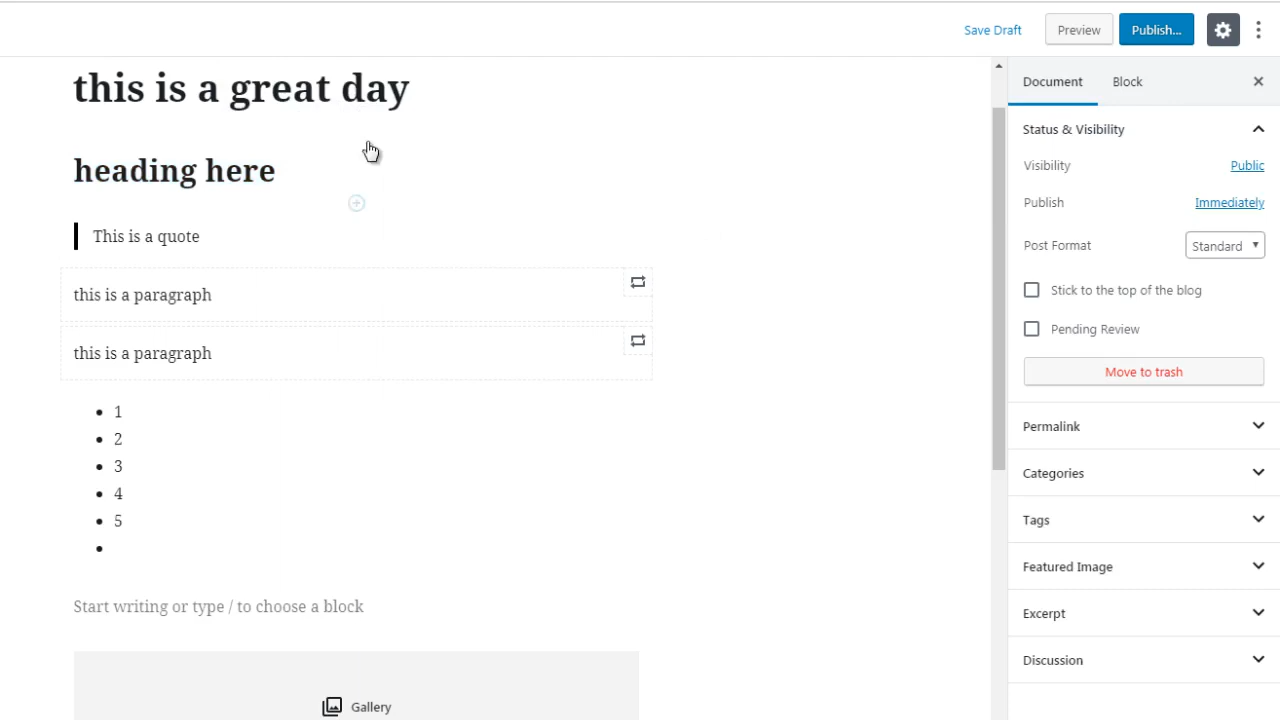 Save Draft
Preview
Publish...
this is a great day
heading here
This is a quote
this is a paragraph
this is a paragraph
1
2
3
4
5
Start writing or type / to choose a block
Gallery
Document
Block
Status & Visibility
Visibility
Public
Publish
Immediately
Post Format
Standard
Stick to the top of the blog
Pending Review
Move to trash
Permalink
Categories
Tags
Featured Image
Excerpt
Discussion